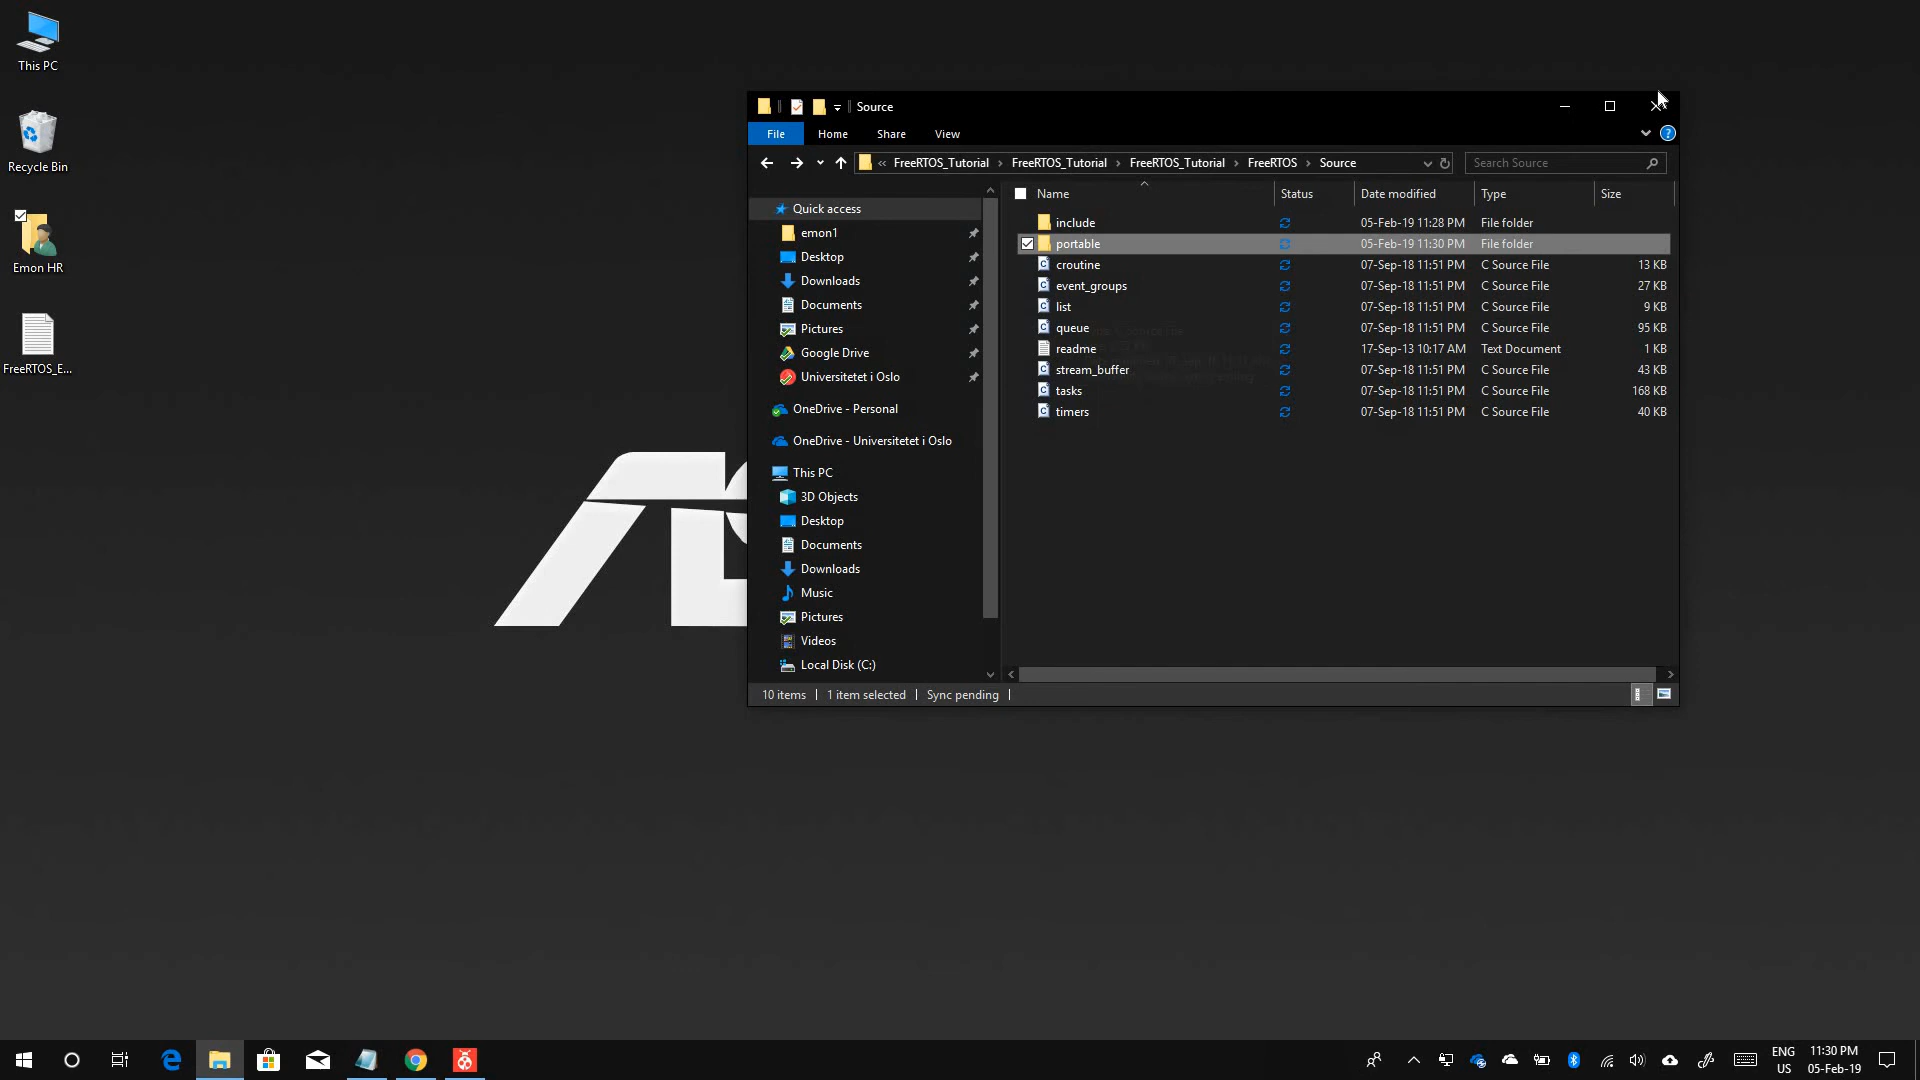 This PC
Recycle Bin
Emon HR
FreeRTOS_E...
Source
File Home Share View
« FreeRTOS_Tutorial › FreeRTOS_Tutorial › FreeRTOS_Tutorial › FreeRTOS › Source
Search Source
Quick access
emon1
Desktop
Downloads
Documents
Pictures
Google Drive
Universitetet i Oslo
OneDrive - Personal
OneDrive - Universitetet i Oslo
This PC
3D Objects
Desktop
Documents
Downloads
Music
Pictures
Videos
Local Disk (C:)
Name Status Date modified Type Size
include 05-Feb-19 11:28 PM File folder
portable 05-Feb-19 11:30 PM File folder
croutine 07-Sep-18 11:51 PM C Source File 13 KB
event_groups 07-Sep-18 11:51 PM C Source File 27 KB
list 07-Sep-18 11:51 PM C Source File 9 KB
queue 07-Sep-18 11:51 PM C Source File 95 KB
readme 17-Sep-13 10:17 AM Text Document 1 KB
stream_buffer 07-Sep-18 11:51 PM C Source File 43 KB
tasks 07-Sep-18 11:51 PM C Source File 168 KB
timers 07-Sep-18 11:51 PM C Source File 40 KB
10 items 1 item selected Sync pending
ENG
US
11:30 PM
05-Feb-19